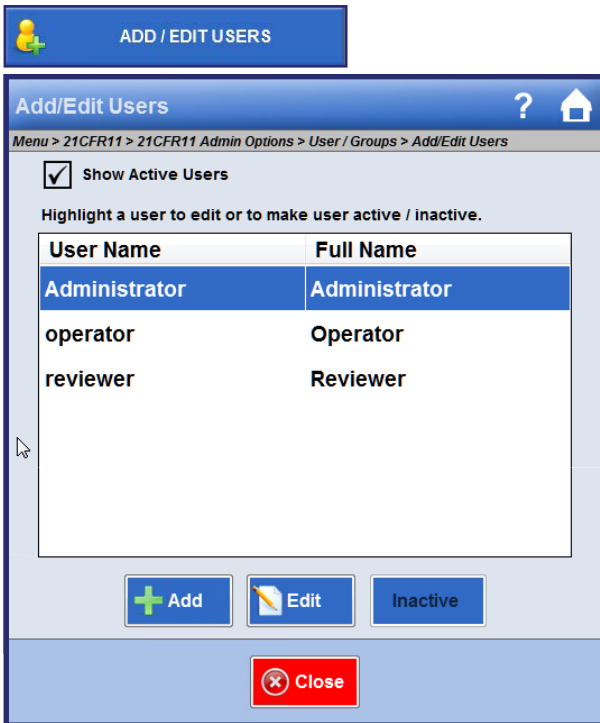 ADD / EDIT USERS
Add/Edit Users ?
Menu > 21CFR11 > 21CFR11 Admin Options > User / Groups > Add/Edit Users
Show Active Users
Highlight a user to edit or to make user active / inactive.
User Name Full Name
Administrator Administrator
operator Operator
reviewer Reviewer
Add Edit Inactive
Close